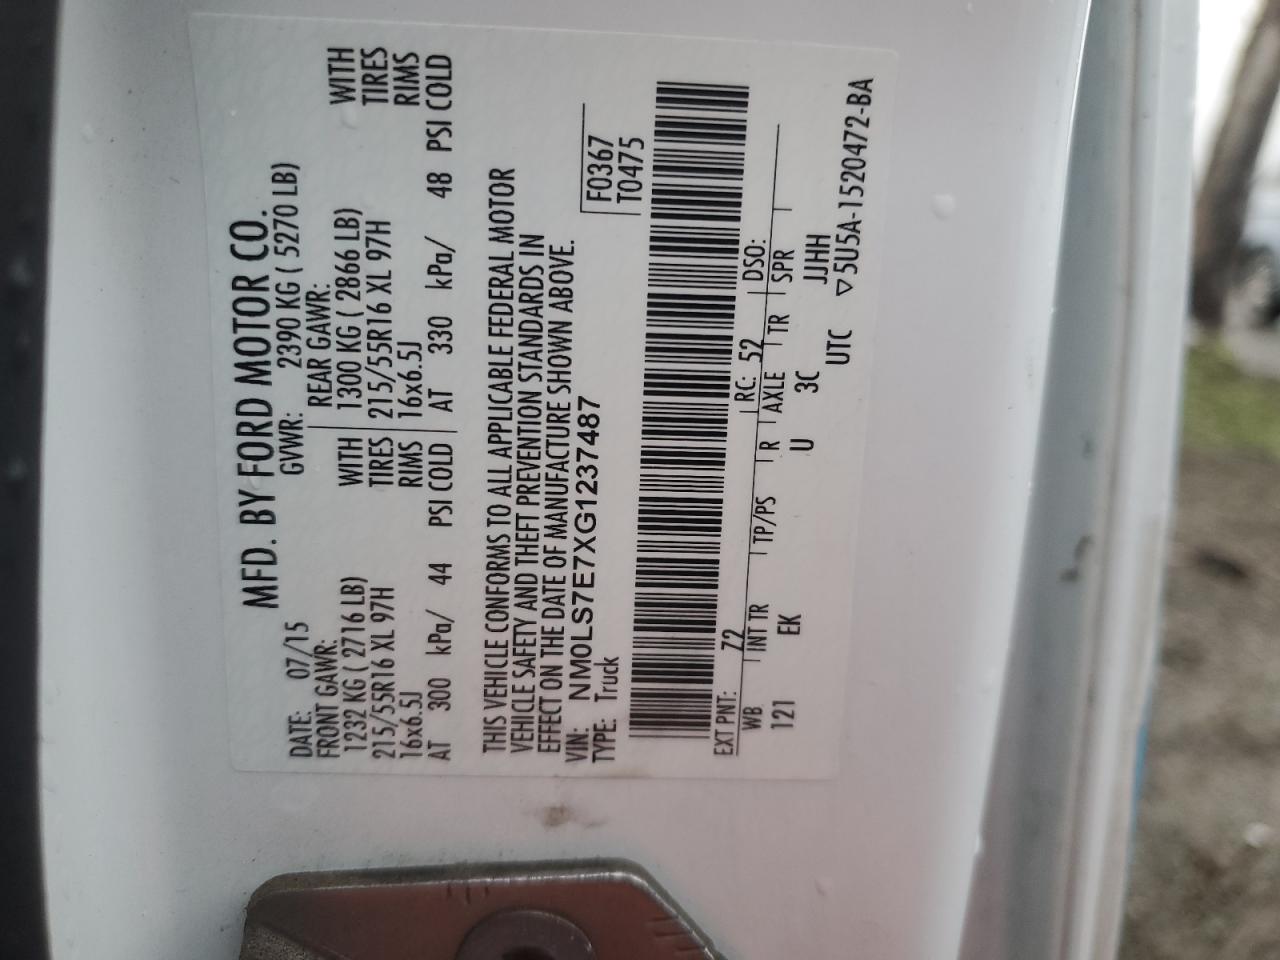 MFD. BY FORD MOTOR CO.
DATE: 07/15 GVWR: 2390 KG ( 5270 LB)
FRONT GAWR: REAR GAWR:
1232 KG ( 2716 LB) WITH 1300 KG ( 2866 LB) WITH
215/55R16 XL 97H TIRES 215/55R16 XL 97H TIRES
16x6.5J RIMS 16x6.5J RIMS
AT 300 kPa/ 44 PSI COLD AT 330 kPa/ 48 PSI COLD
THIS VEHICLE CONFORMS TO ALL APPLICABLE FEDERAL MOTOR
VEHICLE SAFETY AND THEFT PREVENTION STANDARDS IN
EFFECT ON THE DATE OF MANUFACTURE SHOWN ABOVE.
VIN: NM0LS7E7XG1237487
F0367
TYPE: Truck
T0475
EXT PNT: Z2 RC: 52 DSO:
WB INT TR TP/PS R AXLE TR SPR
121 EK U 3C JJHH
UTC ▽5U5A-1520472-BA